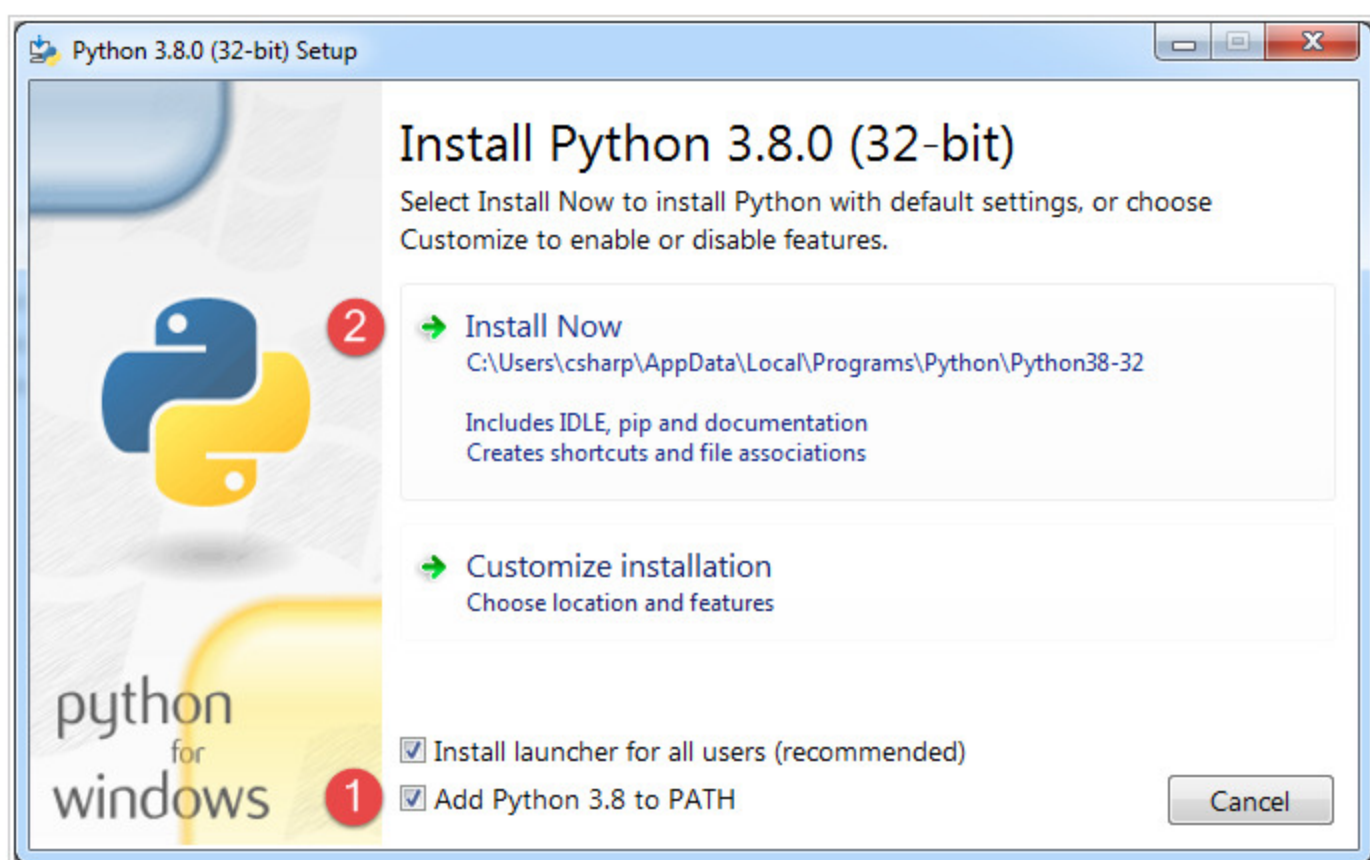 Python 3.8.0 (32-bit) Setup
Install Python 3.8.0 (32-bit)
Select Install Now to install Python with default settings, or choose
Customize to enable or disable features.
2
Install Now
C:\Users\csharp\AppData\Local\Programs\Python\Python38-32
Includes IDLE, pip and documentation
Creates shortcuts and file associations
Customize installation
Choose location and features
python
for
windows
Install launcher for all users (recommended)
1
Add Python 3.8 to PATH
Cancel